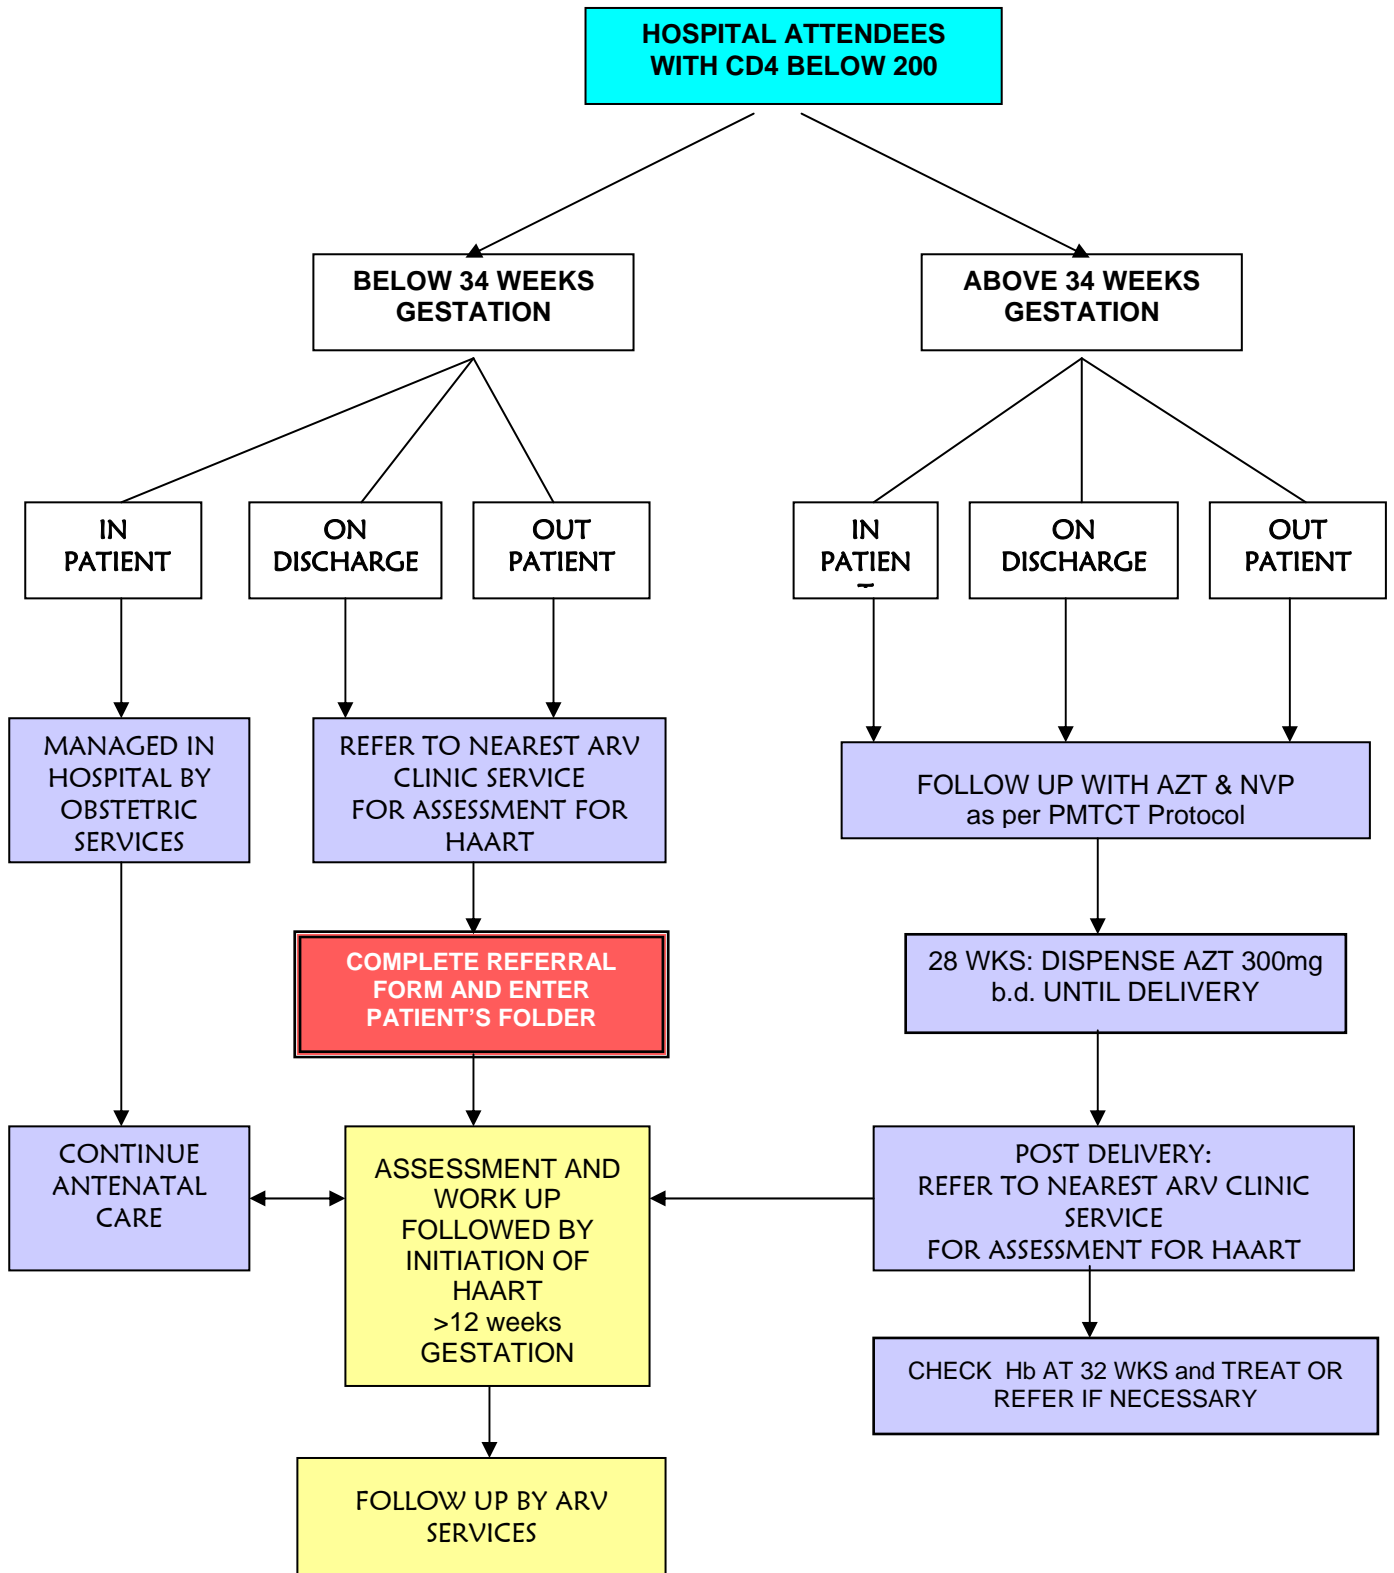 HOSPITAL ATTENDEES
WITH CD4 BELOW 200
BELOW 34 WEEKS
GESTATION
ABOVE 34 WEEKS
GESTATION
IN
PATIENT
ON
DISCHARGE
OUT
PATIENT
IN
PATIEN
ON
DISCHARGE
OUT
PATIENT
MANAGED IN
HOSPITAL BY
OBSTETRIC
SERVICES
REFER TO NEAREST ARV
CLINIC SERVICE
FOR ASSESSMENT FOR
HAART
FOLLOW UP WITH AZT & NVP
as per PMTCT Protocol
COMPLETE REFERRAL
FORM AND ENTER
PATIENT’S FOLDER
28 WKS: DISPENSE AZT 300mg
b.d. UNTIL DELIVERY
CONTINUE
ANTENATAL
CARE
ASSESSMENT AND
WORK UP
FOLLOWED BY
INITIATION OF
HAART
>12 weeks
GESTATION
POST DELIVERY:
REFER TO NEAREST ARV CLINIC
SERVICE
FOR ASSESSMENT FOR HAART
CHECK Hb AT 32 WKS and TREAT OR
REFER IF NECESSARY
FOLLOW UP BY ARV
SERVICES